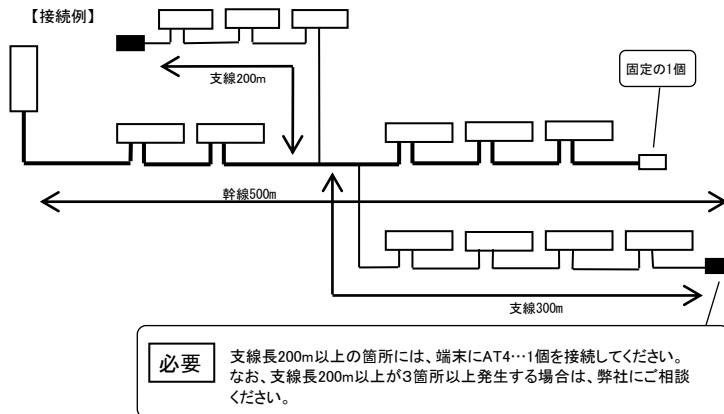 【接続例】
支線200m
固定の1個
幹線500m
支線300m
必要
支線長200m以上の箇所には、端末にAT4…1個を接続してください。
なお、支線長200m以上が3箇所以上発生する場合は、弊社にご相談
ください。